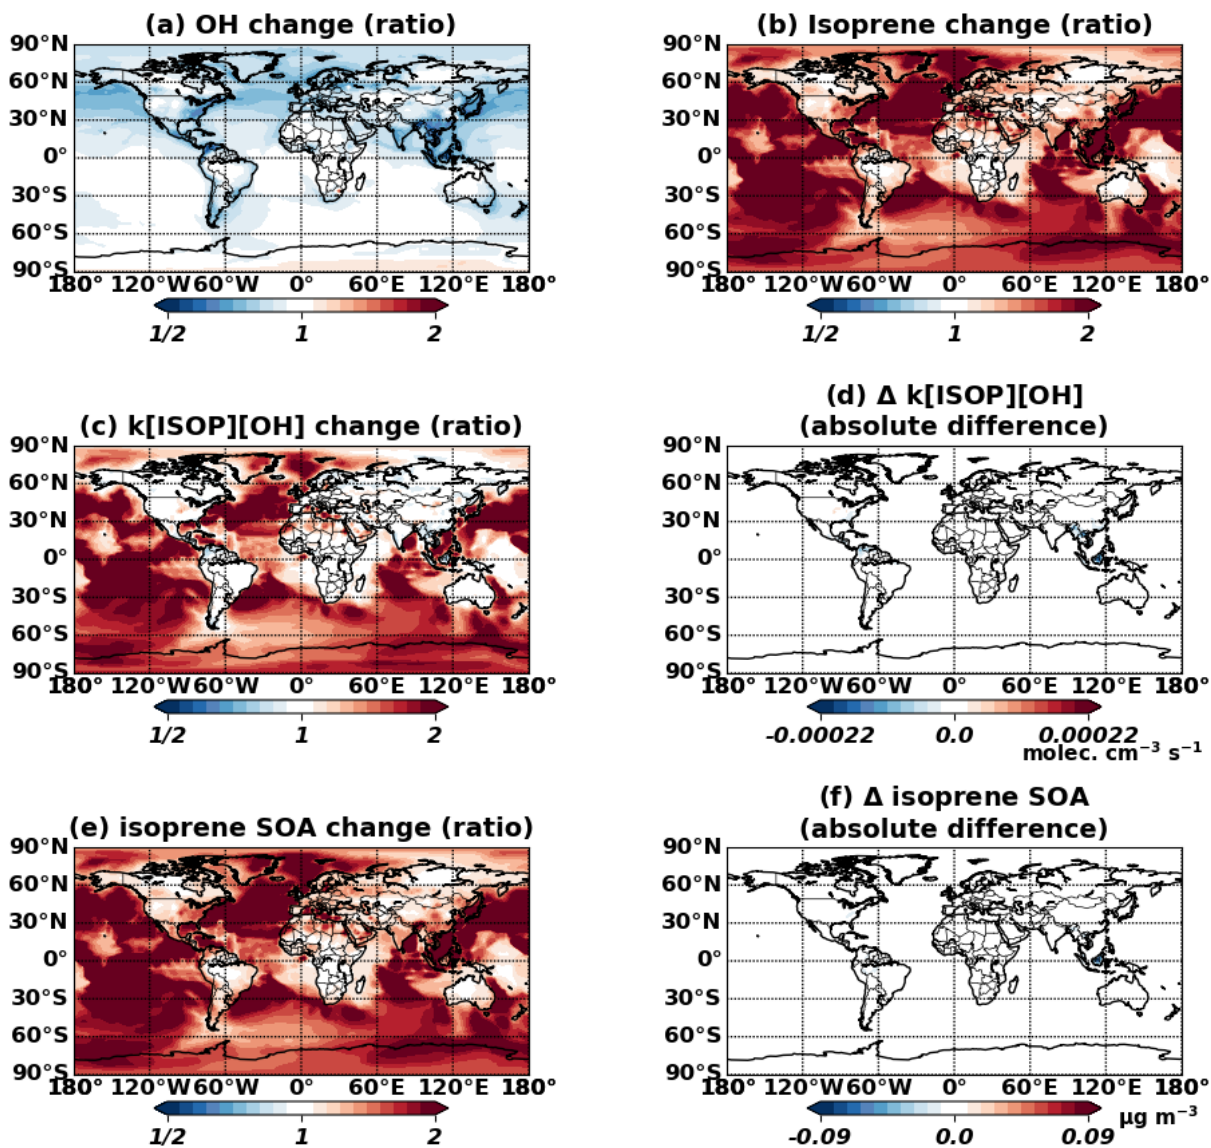 (a) OH change (ratio)
90°N
60°N
30°N
0°
30°S
60°S
90°S
180° 120°W 60°W 0° 60°E 120°E 180°
1/2 1 2
(b) Isoprene change (ratio)
90°N
60°N
30°N
0°
30°S
60°S
90°S
180° 120°W 60°W 0° 60°E 120°E 180°
1/2 1 2
(c) k[ISOP][OH] change (ratio)
90°N
60°N
30°N
0°
30°S
60°S
90°S
180° 120°W 60°W 0° 60°E 120°E 180°
1/2 1 2
(d) Δ k[ISOP][OH]
(absolute difference)
90°N
60°N
30°N
0°
30°S
60°S
90°S
180° 120°W 60°W 0° 60°E 120°E 180°
-0.00022 0.0 0.00022
molec. cm⁻³ s⁻¹
(e) isoprene SOA change (ratio)
90°N
60°N
30°N
0°
30°S
60°S
90°S
180° 120°W 60°W 0° 60°E 120°E 180°
1/2 1 2
(f) Δ isoprene SOA
(absolute difference)
90°N
60°N
30°N
0°
30°S
60°S
90°S
180° 120°W 60°W 0° 60°E 120°E 180°
-0.09 0.0 0.09
μg m⁻³